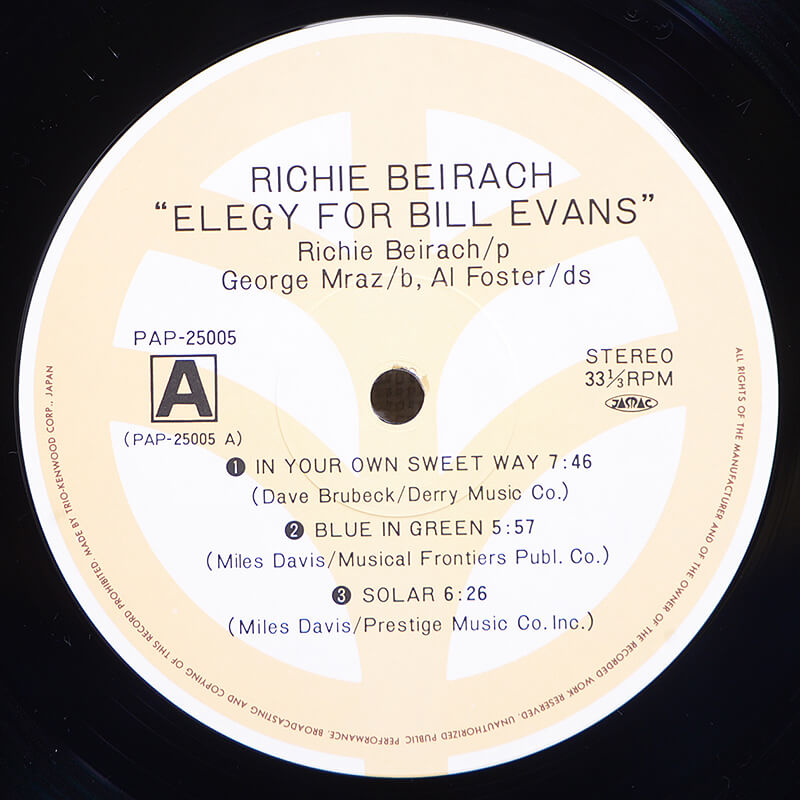 RICHIE BEIRACH
“ELEGY FOR BILL EVANS”
Richie Beirach/p
George Mraz/b, Al Foster/ds
PAP-25005
A
(PAP-25005 A)
STEREO
33⅓RPM
JASRAC
❶ IN YOUR OWN SWEET WAY 7:46
(Dave Brubeck/Derry Music Co.)
❷ BLUE IN GREEN 5:57
(Miles Davis/Musical Frontiers Publ. Co.)
❸ SOLAR 6:26
(Miles Davis/Prestige Music Co. Inc.)
ALL RIGHTS OF THE MANUFACTURER AND OF THE OWNER OF THE RECORDED WORK RESERVED. UNAUTHORIZED PUBLIC PERFORMANCE, BROADCASTING AND COPYING OF THIS RECORD PROHIBITED. MADE BY TRIO-KENWOOD CORP., JAPAN